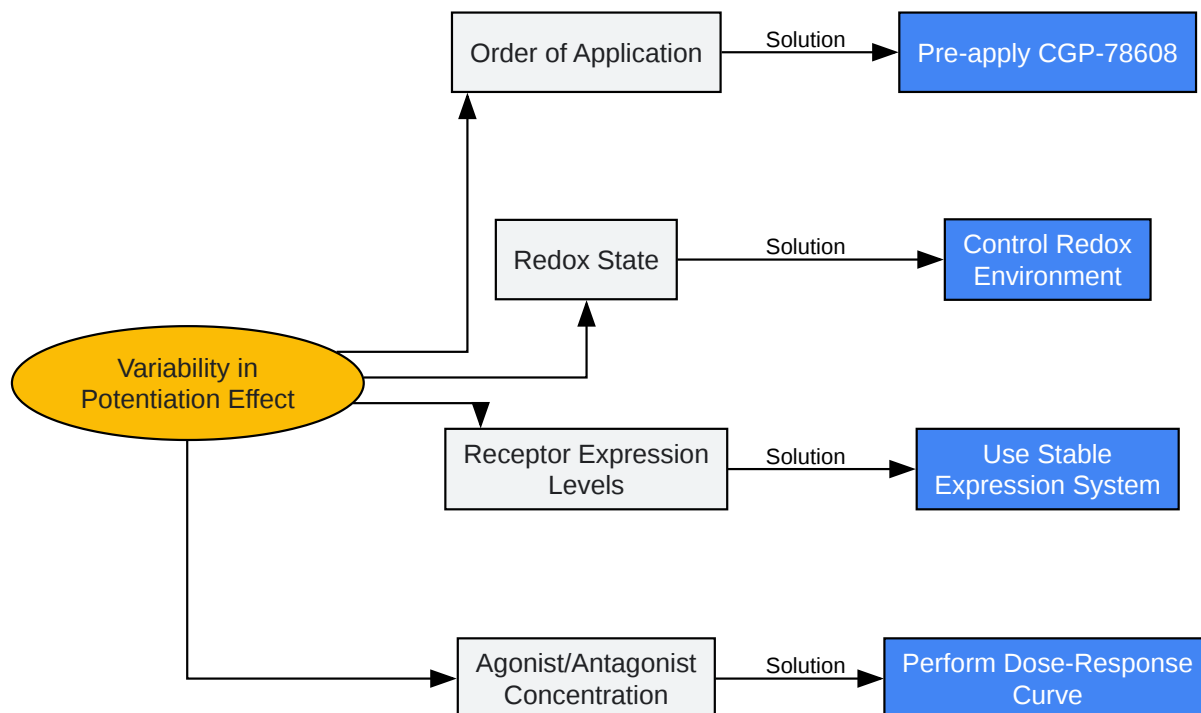 Order of Application
Solution
Pre-apply CGP-78608
Redox State
Solution
Control Redox
Environment
Variability in
Potentiation Effect
Receptor Expression
Levels
Solution
Use Stable
Expression System
Agonist/Antagonist
Concentration
Solution
Perform Dose-Response
Curve